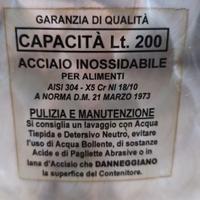 GARANZIA DI QUALITÀ
CAPACITÀ Lt. 200
ACCIAIO INOSSIDABILE
PER ALIMENTI
AISI 304 - X5 Cr NI 18/10
A NORMA D.M. 21 MARZO 1973
PULIZIA E MANUTENZIONE
Si consiglia un lavaggio con Acqua
Tiepida e Detersivo Neutro, evitare
l'uso di Acqua Bollente, di sostanze
Acide e di Pagliette Abrasive o in
lana d'Acciaio che DANNEGGIANO
la superfice del Contenitore.